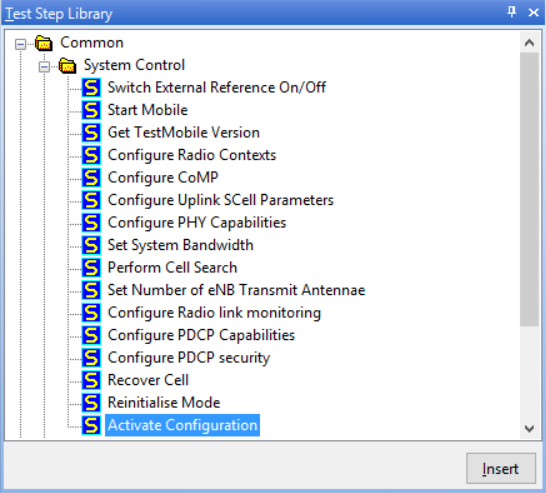 Test Step Library
Common
System Control
Switch External Reference On/Off
Start Mobile
Get TestMobile Version
Configure Radio Contexts
Configure CoMP
Configure Uplink SCell Parameters
Configure PHY Capabilities
Set System Bandwidth
Perform Cell Search
Set Number of eNB Transmit Antennae
Configure Radio link monitoring
Configure PDCP Capabilities
Configure PDCP security
Recover Cell
Reinitialise Mode
Activate Configuration
Insert